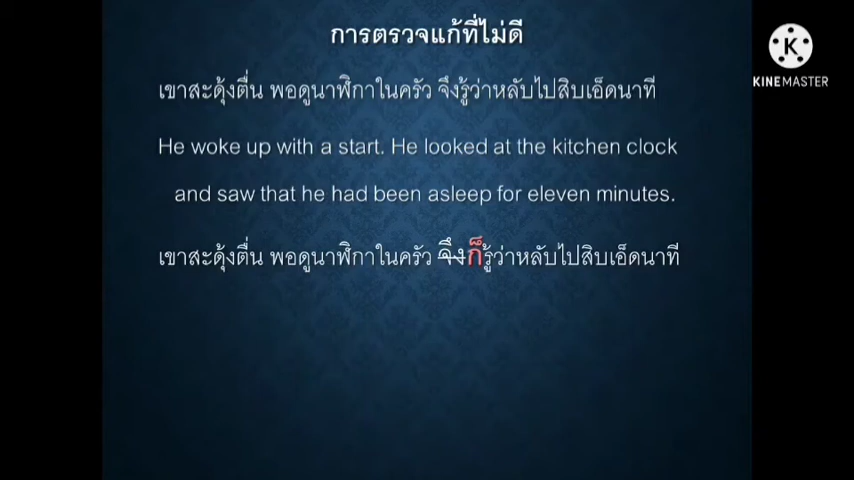 การตรวจแก้ที่ไม่ดี
เขาสะดุ้งตื่น พอดูนาฬิกาในครัว จึงรู้ว่าหลับไปสิบเอ็ดนาที
He woke up with a start. He looked at the kitchen clock
and saw that he had been asleep for eleven minutes.
เขาสะดุ้งตื่น พอดูนาฬิกาในครัว จึงก็รู้ว่าหลับไปสิบเอ็ดนาที
K
KINEMASTER